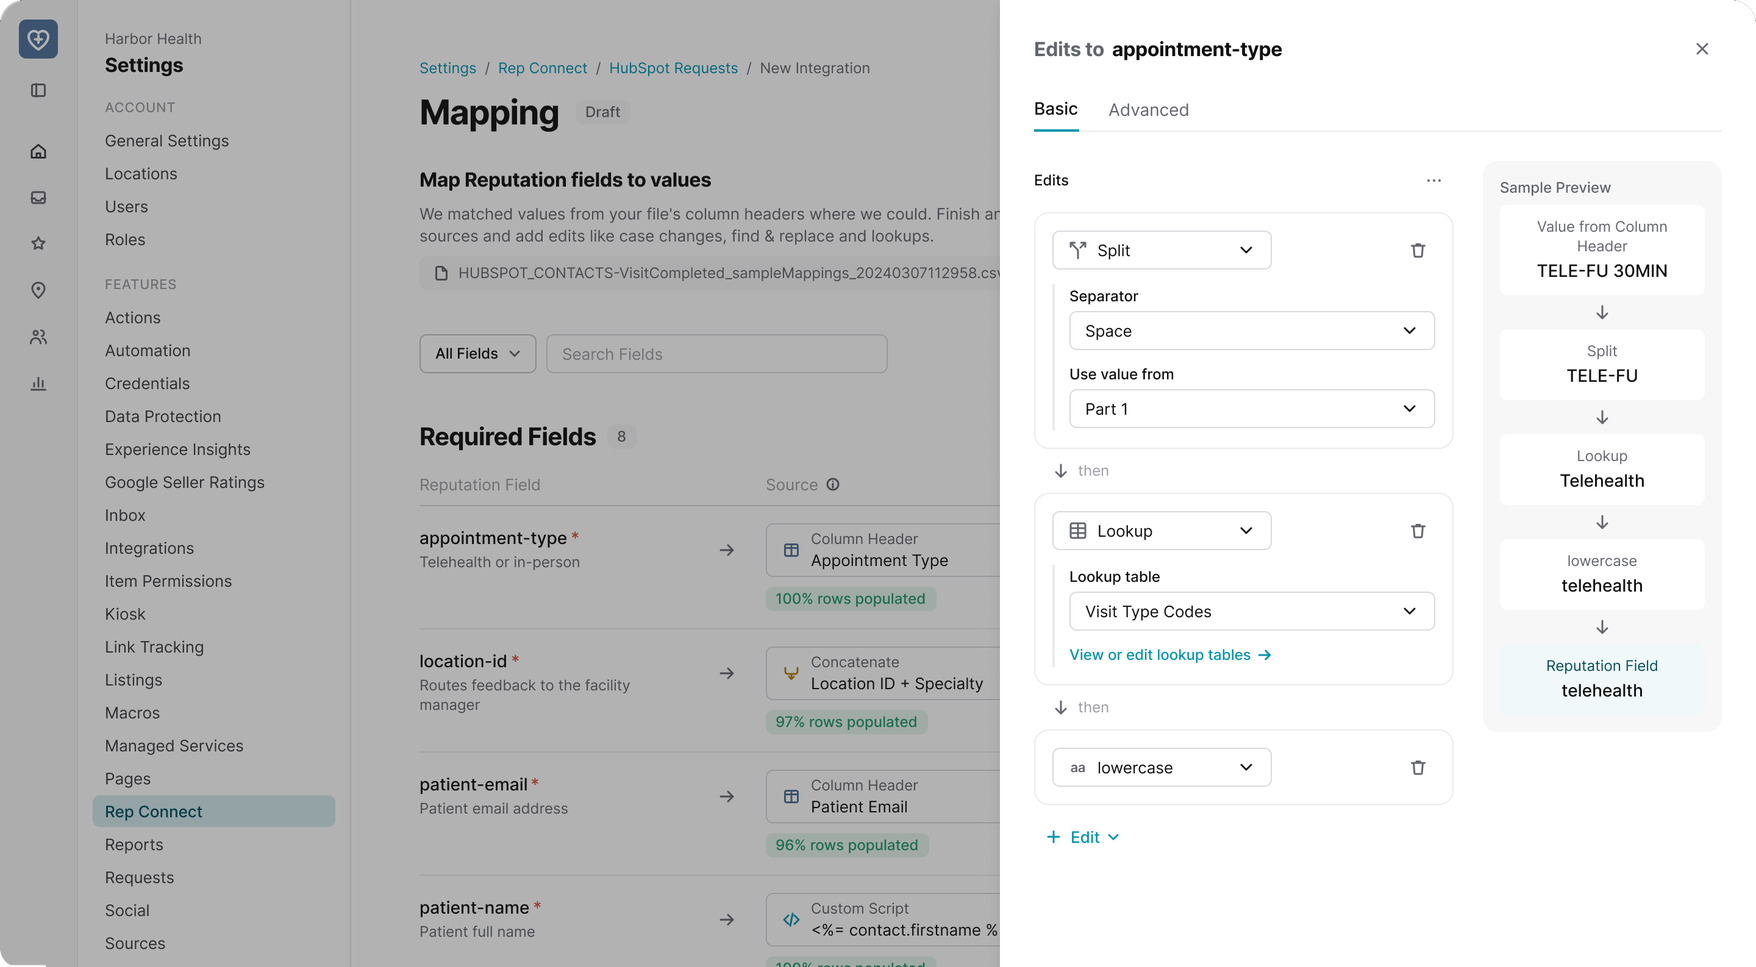 Harbor Health
Settings
ACCOUNT
General Settings
Locations
Users
Roles
FEATURES
Actions
Automation
Credentials
Data Protection
Experience Insights
Google Seller Ratings
Inbox
Integrations
Item Permissions
Kiosk
Link Tracking
Listings
Macros
Managed Services
Pages
Rep Connect
Reports
Requests
Social
Sources
Settings / Rep Connect / HubSpot Requests / New Integration
Mapping Draft
Map Reputation fields to values
We matched values from your file's column headers where we could. Finish
sources and add edits like case changes, find & replace and lookups.
HUBSPOT_CONTACTS-VisitCompleted_sampleMappings_20240307112958.csv
All Fields Search Fields
Required Fields 8
Reputation Field Source
appointment-type *
Telehealth or in-person
Column Header
Appointment Type
100% rows populated
location-id *
Routes feedback to the facility
manager
Concatenate
Location ID + Specialty
97% rows populated
patient-email *
Patient email address
Column Header
Patient Email
96% rows populated
patient-name *
Patient full name
Custom Script
<%= contact.firstname %
100% rows populated
Edits to appointment-type
Basic Advanced
Edits
Split
Separator
Space
Use value from
Part 1
then
Lookup
Lookup table
Visit Type Codes
View or edit lookup tables →
then
aa lowercase
+ Edit
Sample Preview
Value from Column
Header
TELE-FU 30MIN
Split
TELE-FU
Lookup
Telehealth
lowercase
telehealth
Reputation Field
telehealth